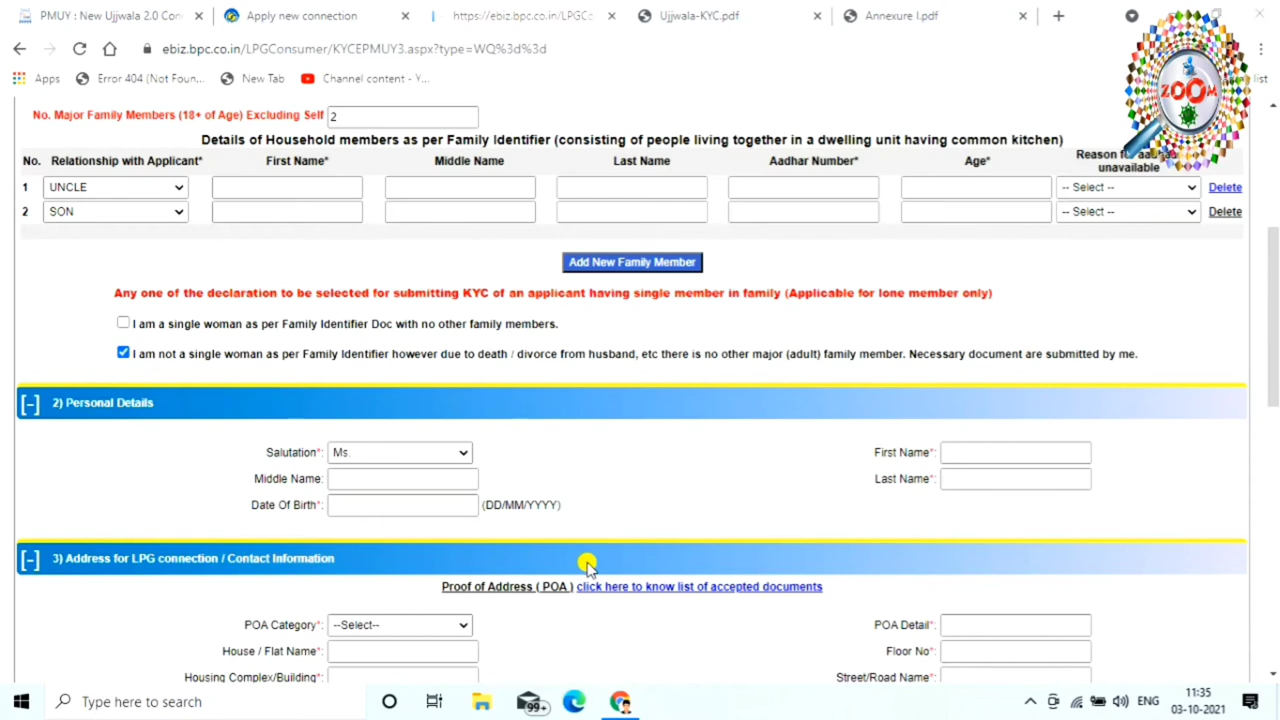 PMUY : New Ujjwala 2.0 Con
Apply new connection
https://ebiz.bpc.co.in/LPGCo
Ujjwala-KYC.pdf
Annexure I.pdf
ebiz.bpc.co.in/LPGConsumer/KYCEPMUY3.aspx?type=WQ%3d%3d
Apps
Error 404 (Not Foun...
New Tab
Channel content - Y...
list
ZOOM
No. Major Family Members (18+ of Age) Excluding Self 2
Details of Household members as per Family Identifier (consisting of people living together in a dwelling unit having common kitchen)
No. Relationship with Applicant* First Name* Middle Name Last Name Aadhar Number* Age* Reason for aadhar unavailable
1 UNCLE -- Select -- Delete
2 SON -- Select -- Delete
Add New Family Member
Any one of the declaration to be selected for submitting KYC of an applicant having single member in family (Applicable for lone member only)
I am a single woman as per Family Identifier Doc with no other family members.
I am not a single woman as per Family Identifier however due to death / divorce from husband, etc there is no other major (adult) family member. Necessary document are submitted by me.
[-] 2) Personal Details
Salutation*: Ms. First Name*:
Middle Name: Last Name*:
Date Of Birth*: (DD/MM/YYYY)
[-] 3) Address for LPG connection / Contact Information
Proof of Address ( POA ) click here to know list of accepted documents
POA Category*: --Select-- POA Detail*:
House / Flat Name*: Floor No*:
Housing Complex/Building*: Street/Road Name*:
Type here to search
99+
ENG
11:35
03-10-2021